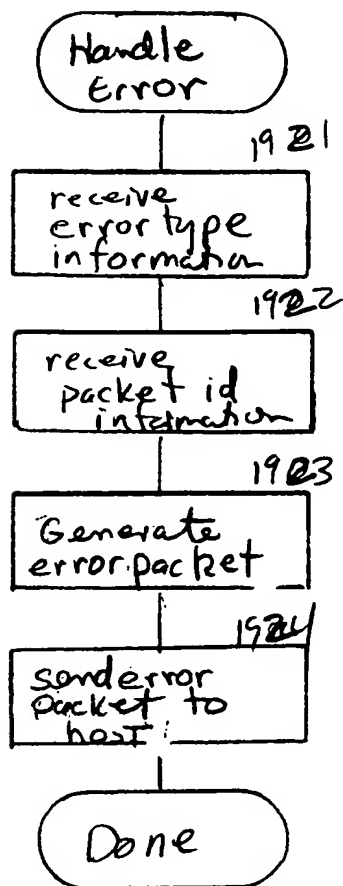 Handle
Error
1921
receive
error type
information
1922
receive
packet id
information
1923
Generate
error packet
1924
send error
packet to
host
Done